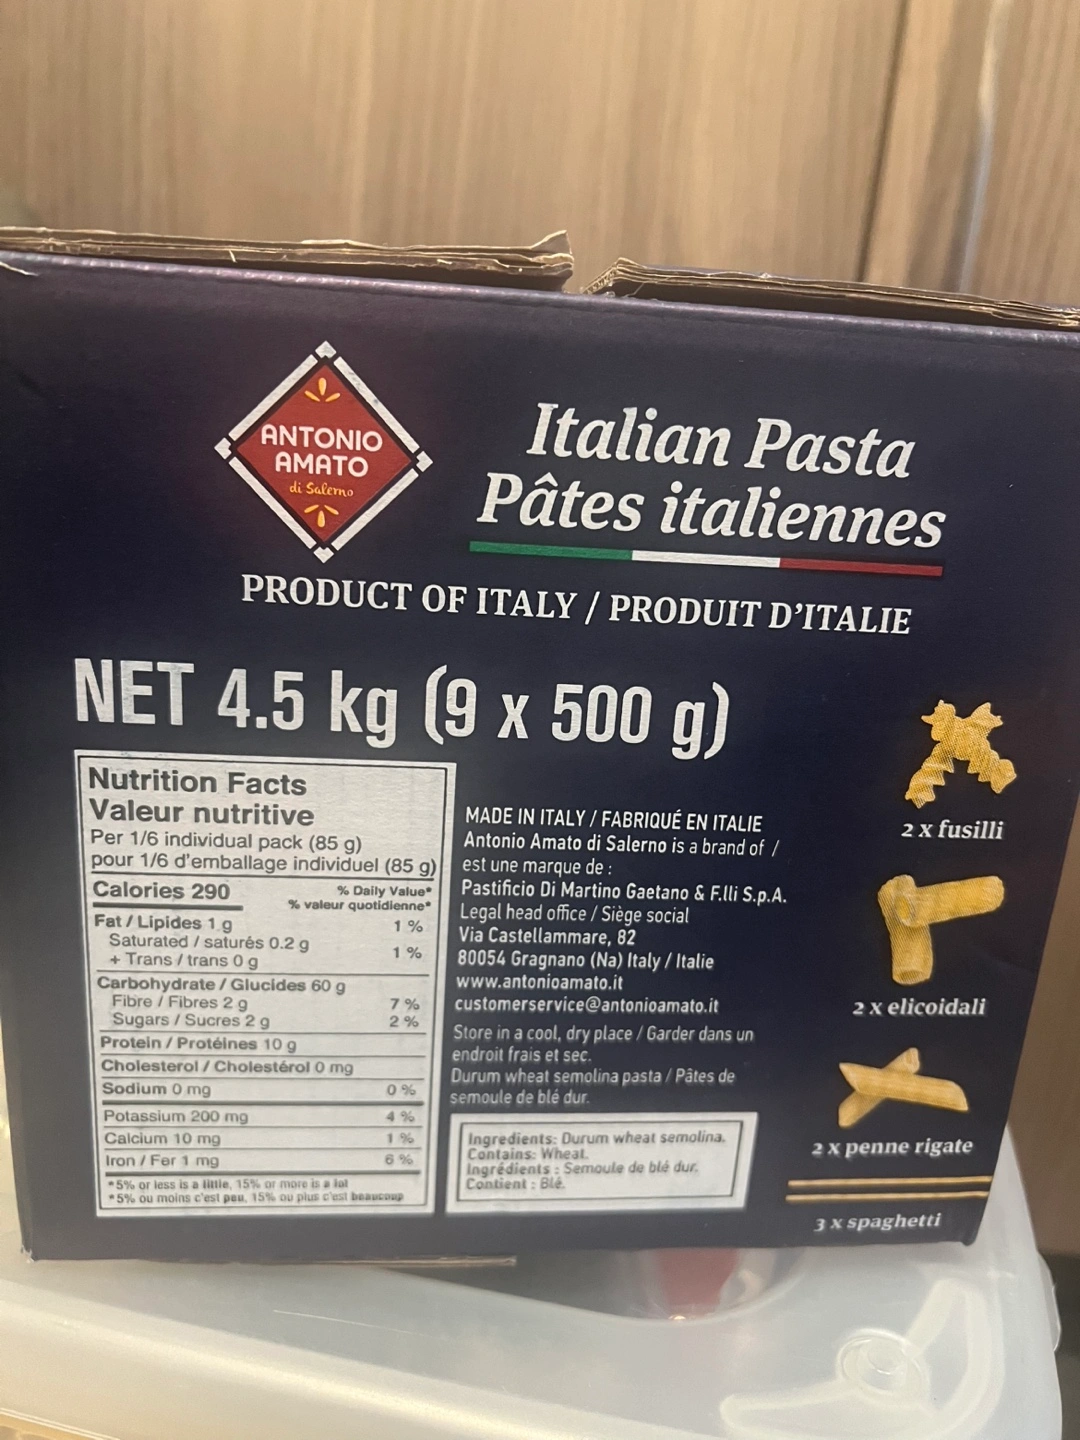 ANTONIO
AMATO
di Salerno
Italian Pasta
Pâtes italiennes
PRODUCT OF ITALY / PRODUIT D'ITALIE
NET 4.5 kg (9 x 500 g)
Nutrition Facts
Valeur nutritive
Per 1/6 individual pack (85 g)
pour 1/6 d'emballage individuel (85 g)
Calories 290
% Daily Value*
% valeur quotidienne*
Fat / Lipides 1 g 1 %
Saturated / saturés 0.2 g
+ Trans / trans 0 g 1 %
Carbohydrate / Glucides 60 g
Fibre / Fibres 2 g 7 %
Sugars / Sucres 2 g 2 %
Protein / Protéines 10 g
Cholesterol / Cholestérol 0 mg
Sodium 0 mg 0 %
Potassium 200 mg 4 %
Calcium 10 mg 1 %
Iron / Fer 1 mg 6 %
*5% or less is a little, 15% or more is a lot
*5% ou moins c'est peu, 15% ou plus c'est beaucoup
MADE IN ITALY / FABRIQUÉ EN ITALIE
Antonio Amato di Salerno is a brand of /
est une marque de :
Pastificio Di Martino Gaetano & F.lli S.p.A.
Legal head office / Siège social
Via Castellammare, 82
80054 Gragnano (Na) Italy / Italie
www.antonioamato.it
customerservice@antonioamato.it
Store in a cool, dry place / Garder dans un
endroit frais et sec.
Durum wheat semolina pasta / Pâtes de
semoule de blé dur.
Ingredients: Durum wheat semolina.
Contains: Wheat.
Ingrédients : Semoule de blé dur.
Contient : Blé.
2 x fusilli
2 x elicoidali
2 x penne rigate
3 x spaghetti